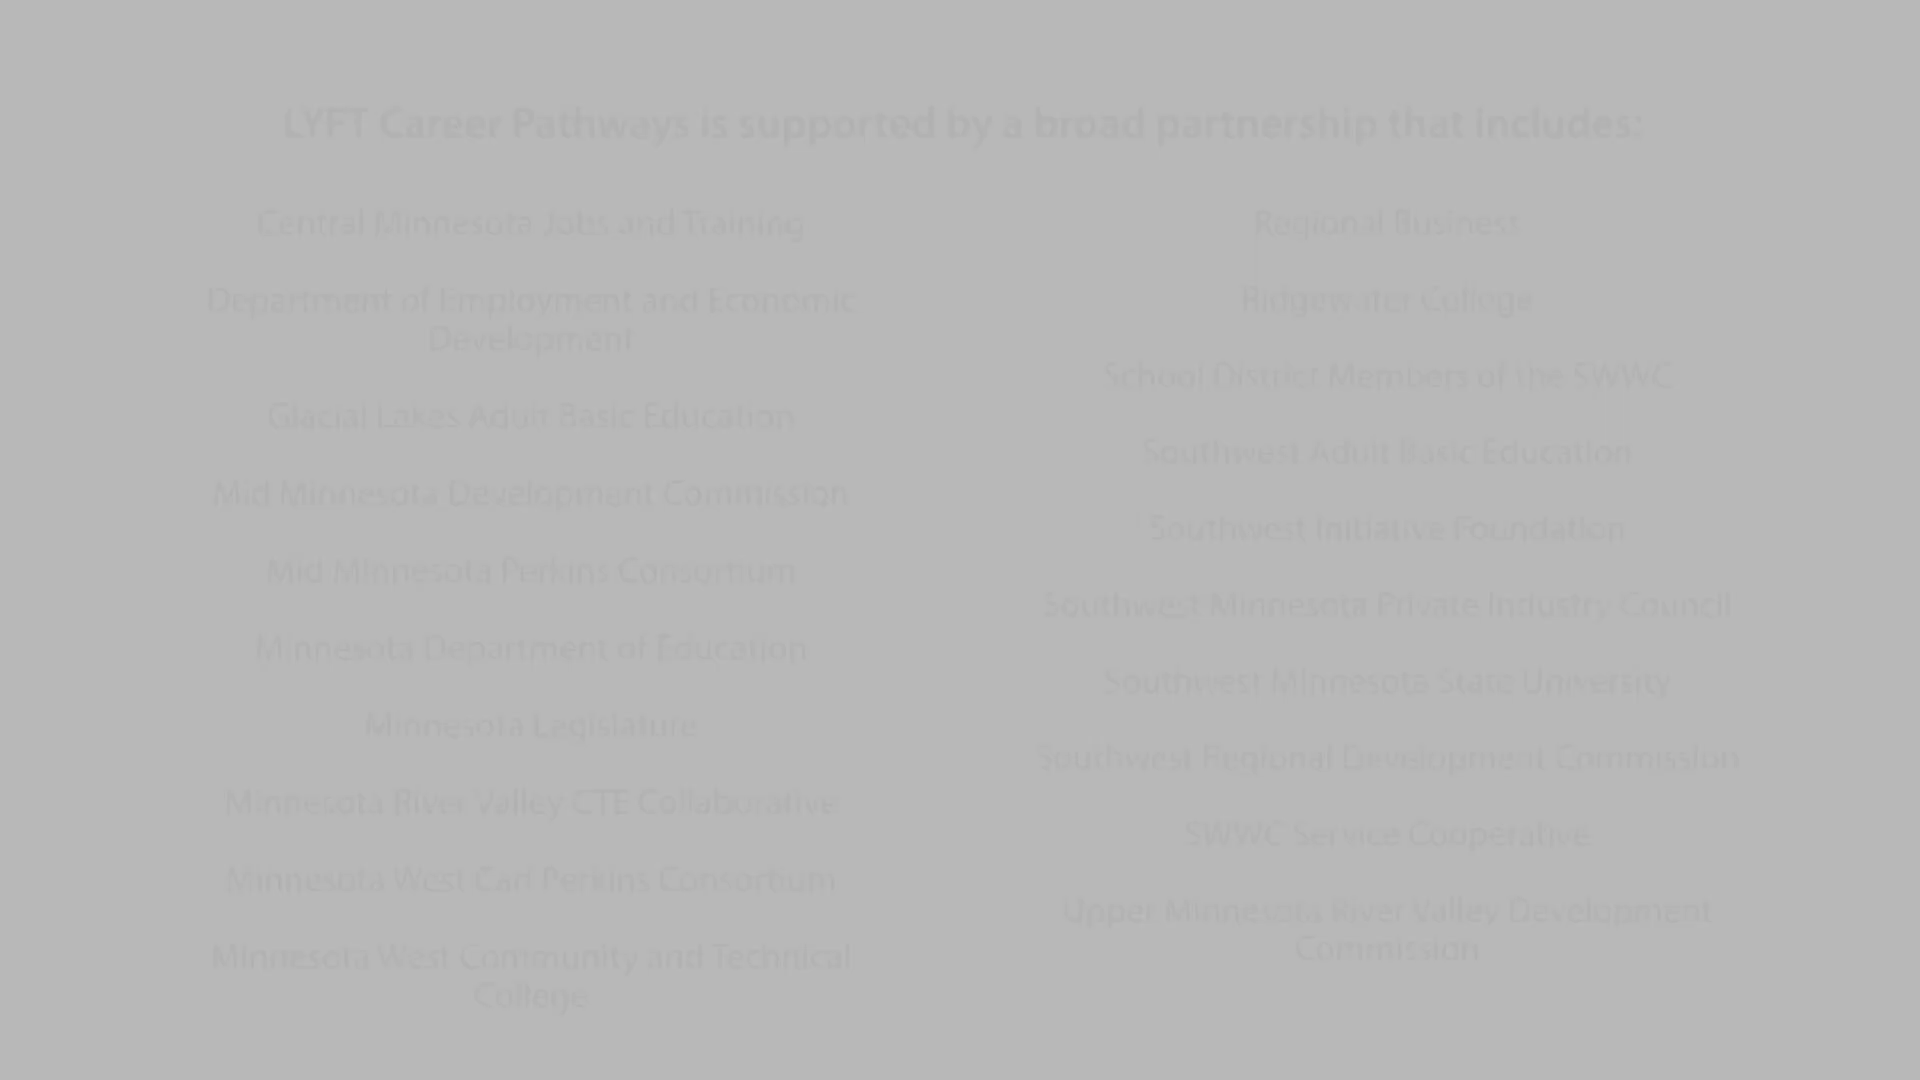 LYFT Career Pathways is supported by a broad partnership that includes:
Central Minnesota Jobs and Training
Department of Employment and Economic
Development
Glacial Lakes Adult Basic Education
Mid Minnesota Development Commission
Mid Minnesota Perkins Consortium
Minnesota Department of Education
Minnesota Legislature
Minnesota River Valley CTE Collaborative
Minnesota West Carl Perkins Consortium
Minnesota West Community and Technical
College
Regional Business
Ridgewater College
School District Members of the SWWC
Southwest Adult Basic Education
Southwest Initiative Foundation
Southwest Minnesota Private Industry Council
Southwest Minnesota State University
Southwest Regional Development Commission
SWWC Service Cooperative
Upper Minnesota River Valley Development
Commission